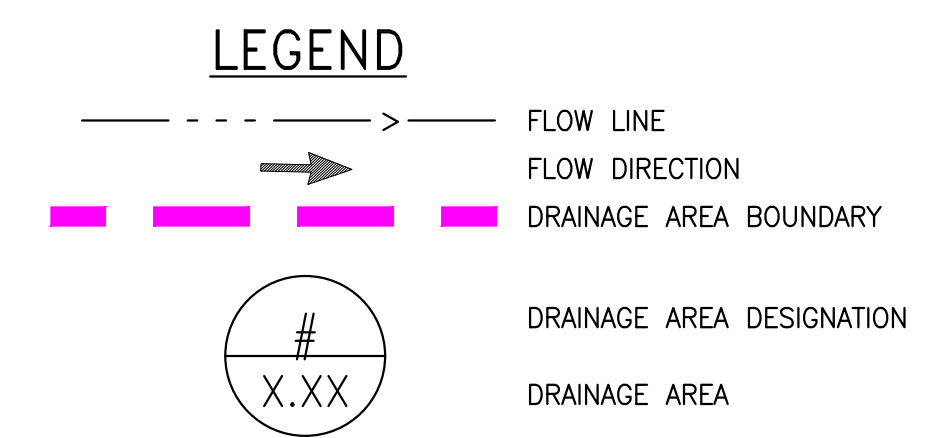 LEGEND
FLOW LINE
FLOW DIRECTION
DRAINAGE AREA BOUNDARY
# DRAINAGE AREA DESIGNATION
X.XX DRAINAGE AREA